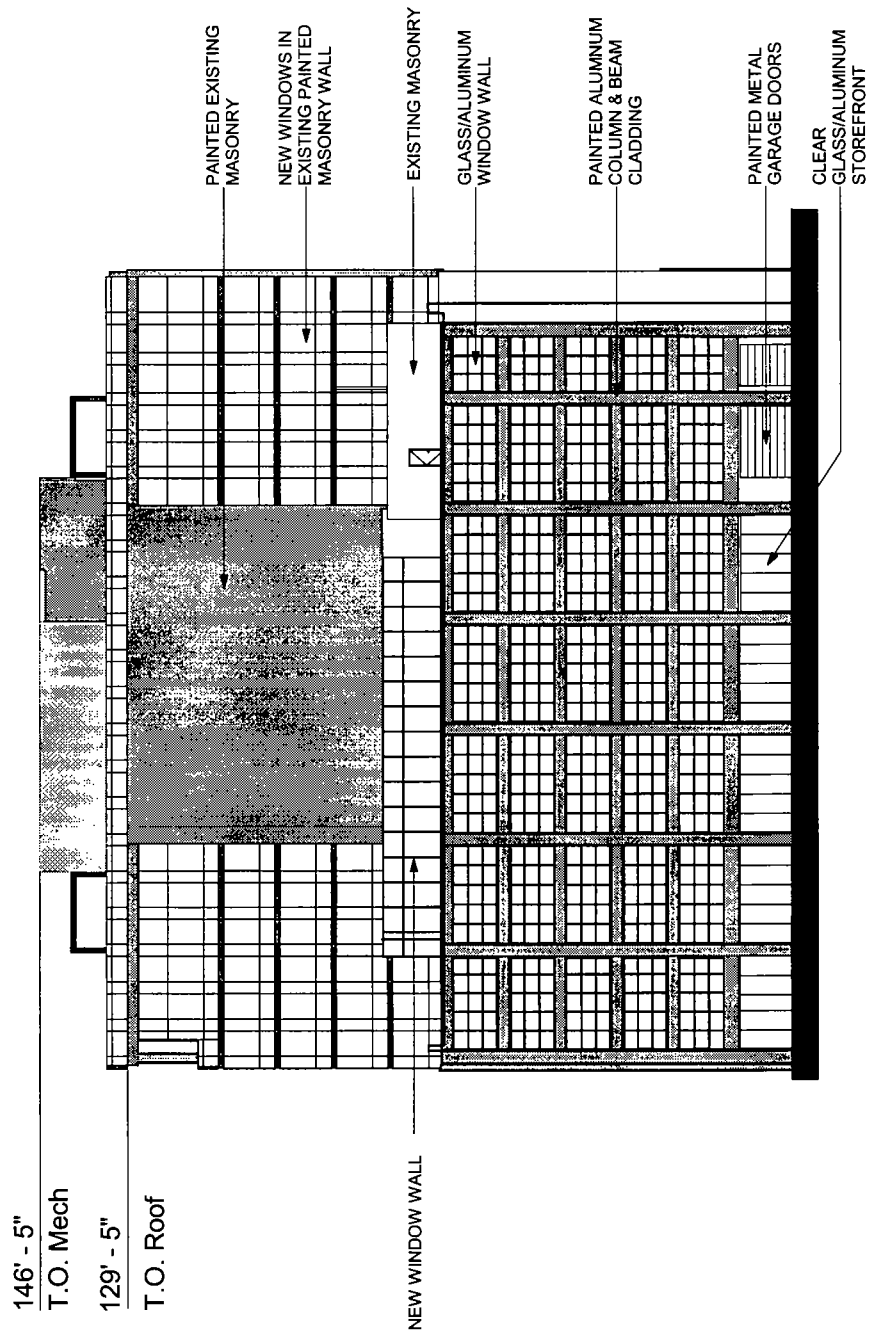 146' - 5"
T.O. Mech
129' - 5"
T.O. Roof
NEW WINDOW WALL
PAINTED EXISTING
MASONRY
NEW WINDOWS IN
EXISTING PAINTED
MASONRY WALL
EXISTING MASONRY
GLASS/ALUMINUM
WINDOW WALL
PAINTED ALUMNUM
COLUMN & BEAM
CLADDING
PAINTED METAL
GARAGE DOORS
CLEAR
GLASS/ALUMINUM
STOREFRONT